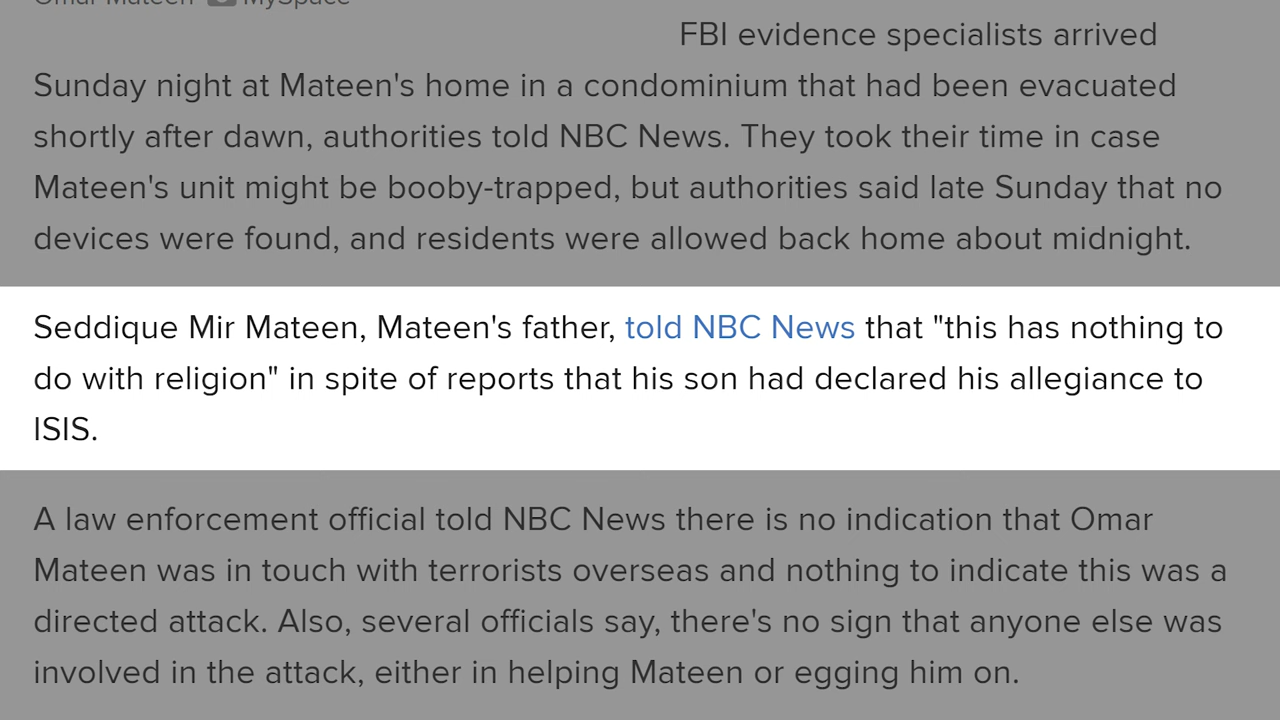 Omar Mateen MySpace
FBI evidence specialists arrived
Sunday night at Mateen's home in a condominium that had been evacuated
shortly after dawn, authorities told NBC News. They took their time in case
Mateen's unit might be booby-trapped, but authorities said late Sunday that no
devices were found, and residents were allowed back home about midnight.
Seddique Mir Mateen, Mateen's father, told NBC News that "this has nothing to
do with religion" in spite of reports that his son had declared his allegiance to
ISIS.
A law enforcement official told NBC News there is no indication that Omar
Mateen was in touch with terrorists overseas and nothing to indicate this was a
directed attack. Also, several officials say, there's no sign that anyone else was
involved in the attack, either in helping Mateen or egging him on.